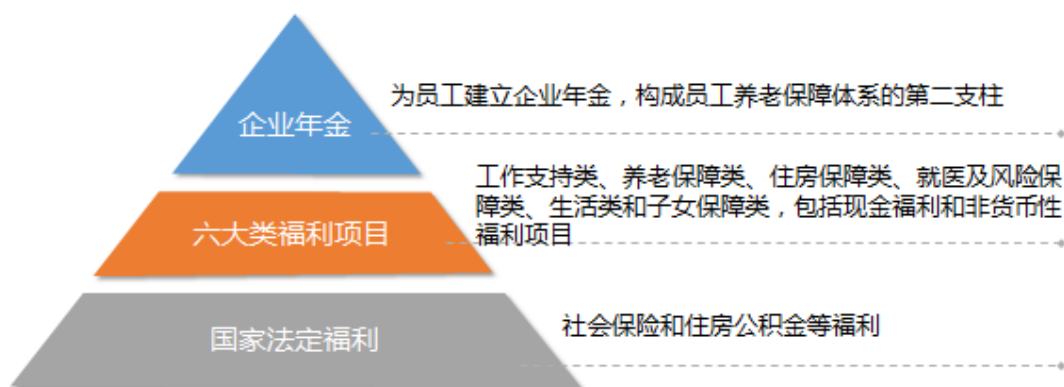 为员工建立企业年金，构成员工养老保障体系的第二支柱
企业年金
工作支持类、养老保障类、住房保障类、就医及风险保
障类、生活类和子女保障类，包括现金福利和非货币性
福利项目
六大类福利项目
社会保险和住房公积金等福利
国家法定福利